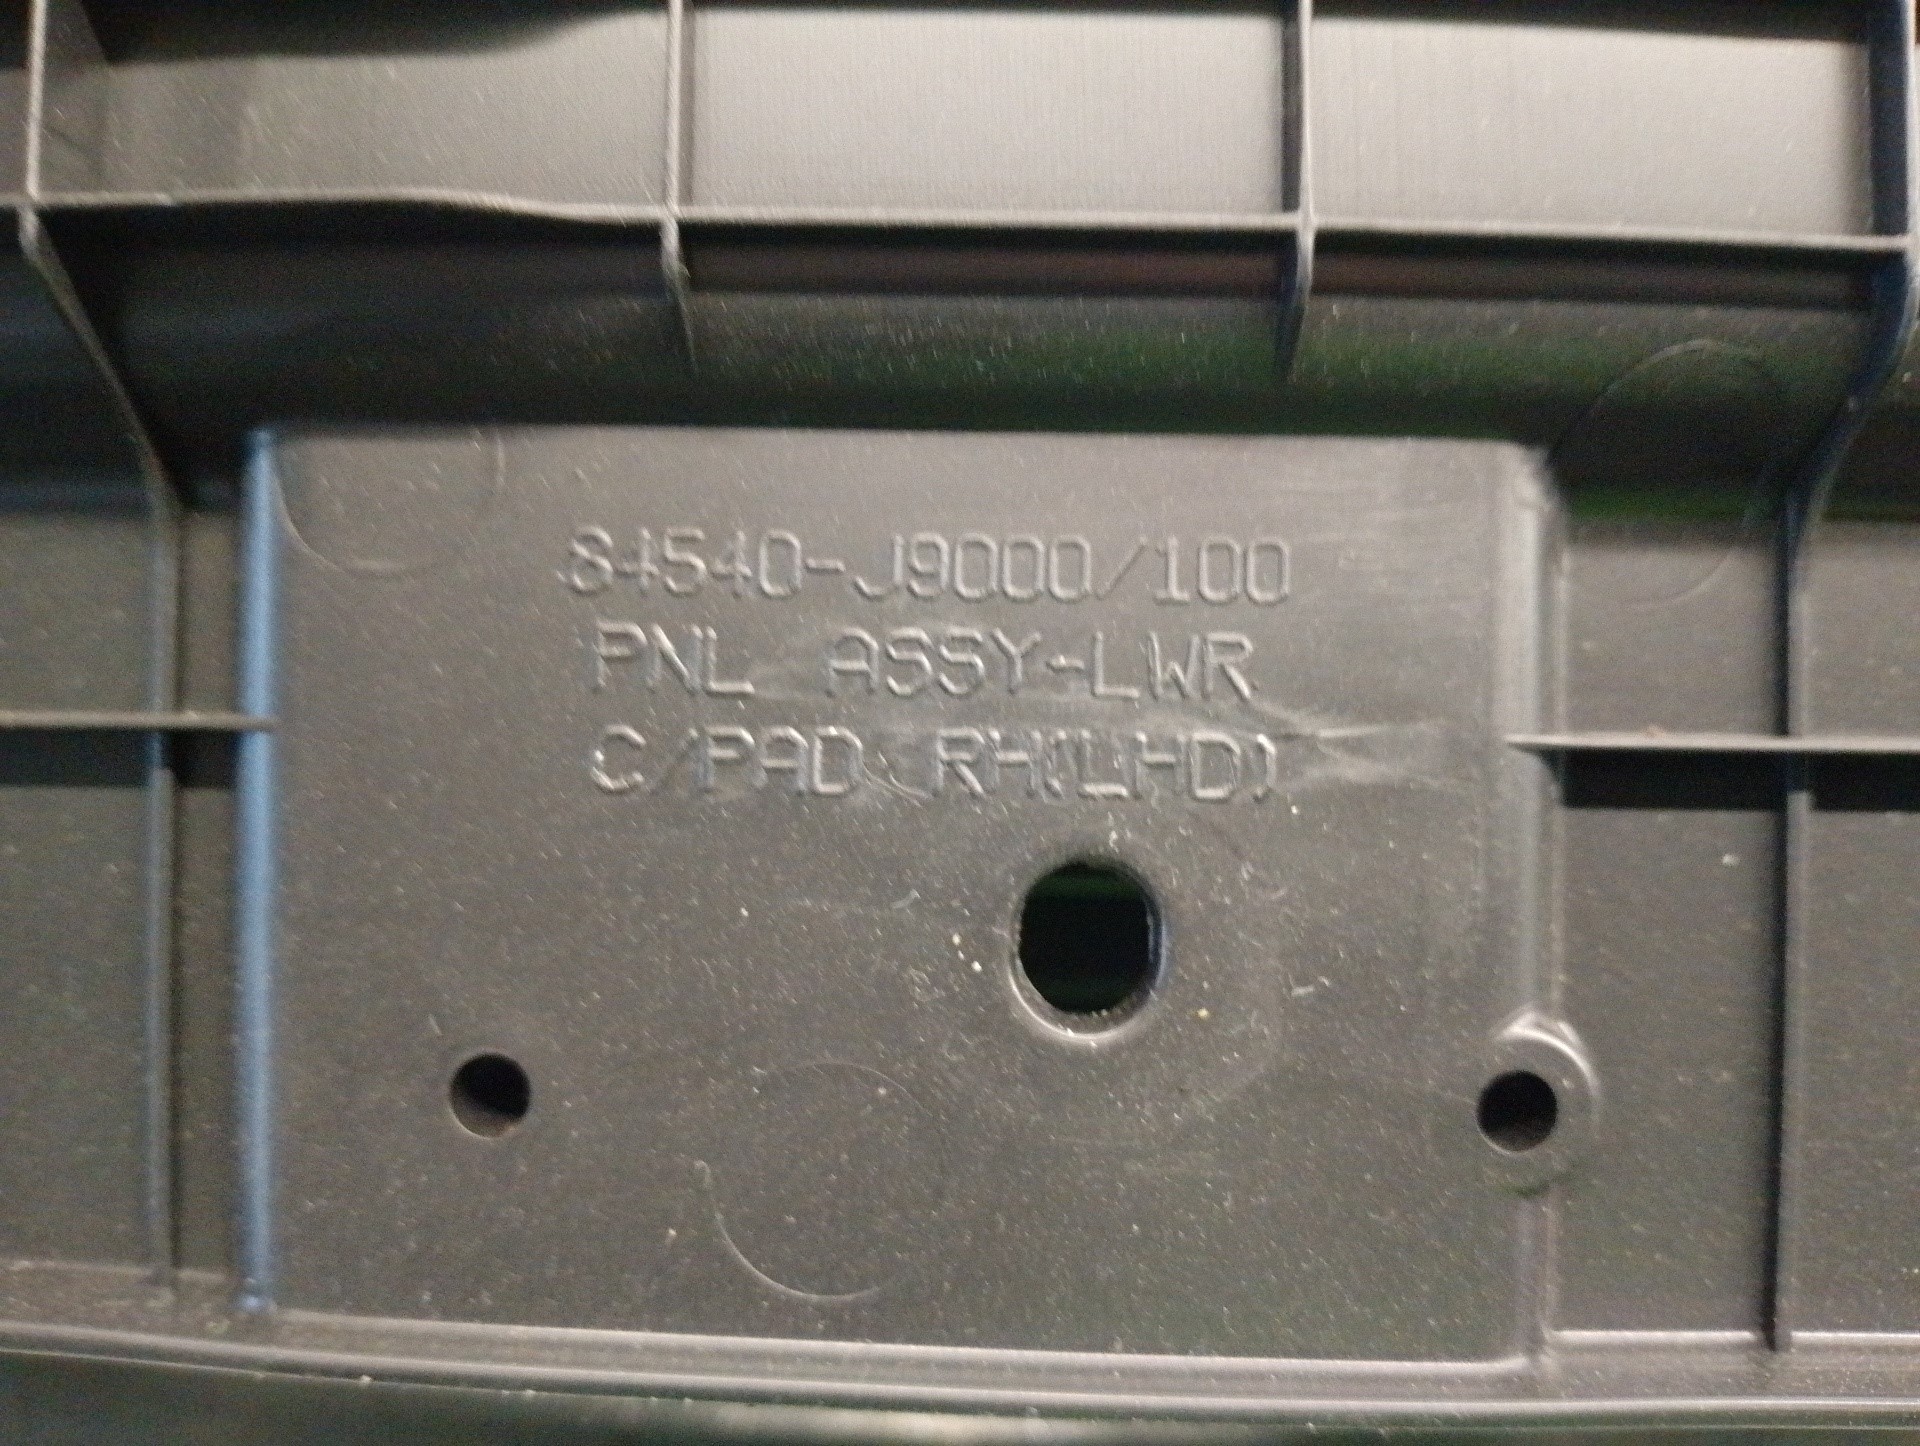 84540-J9000/100
PNL ASSY-LWR
C/PAD RH(LHD)